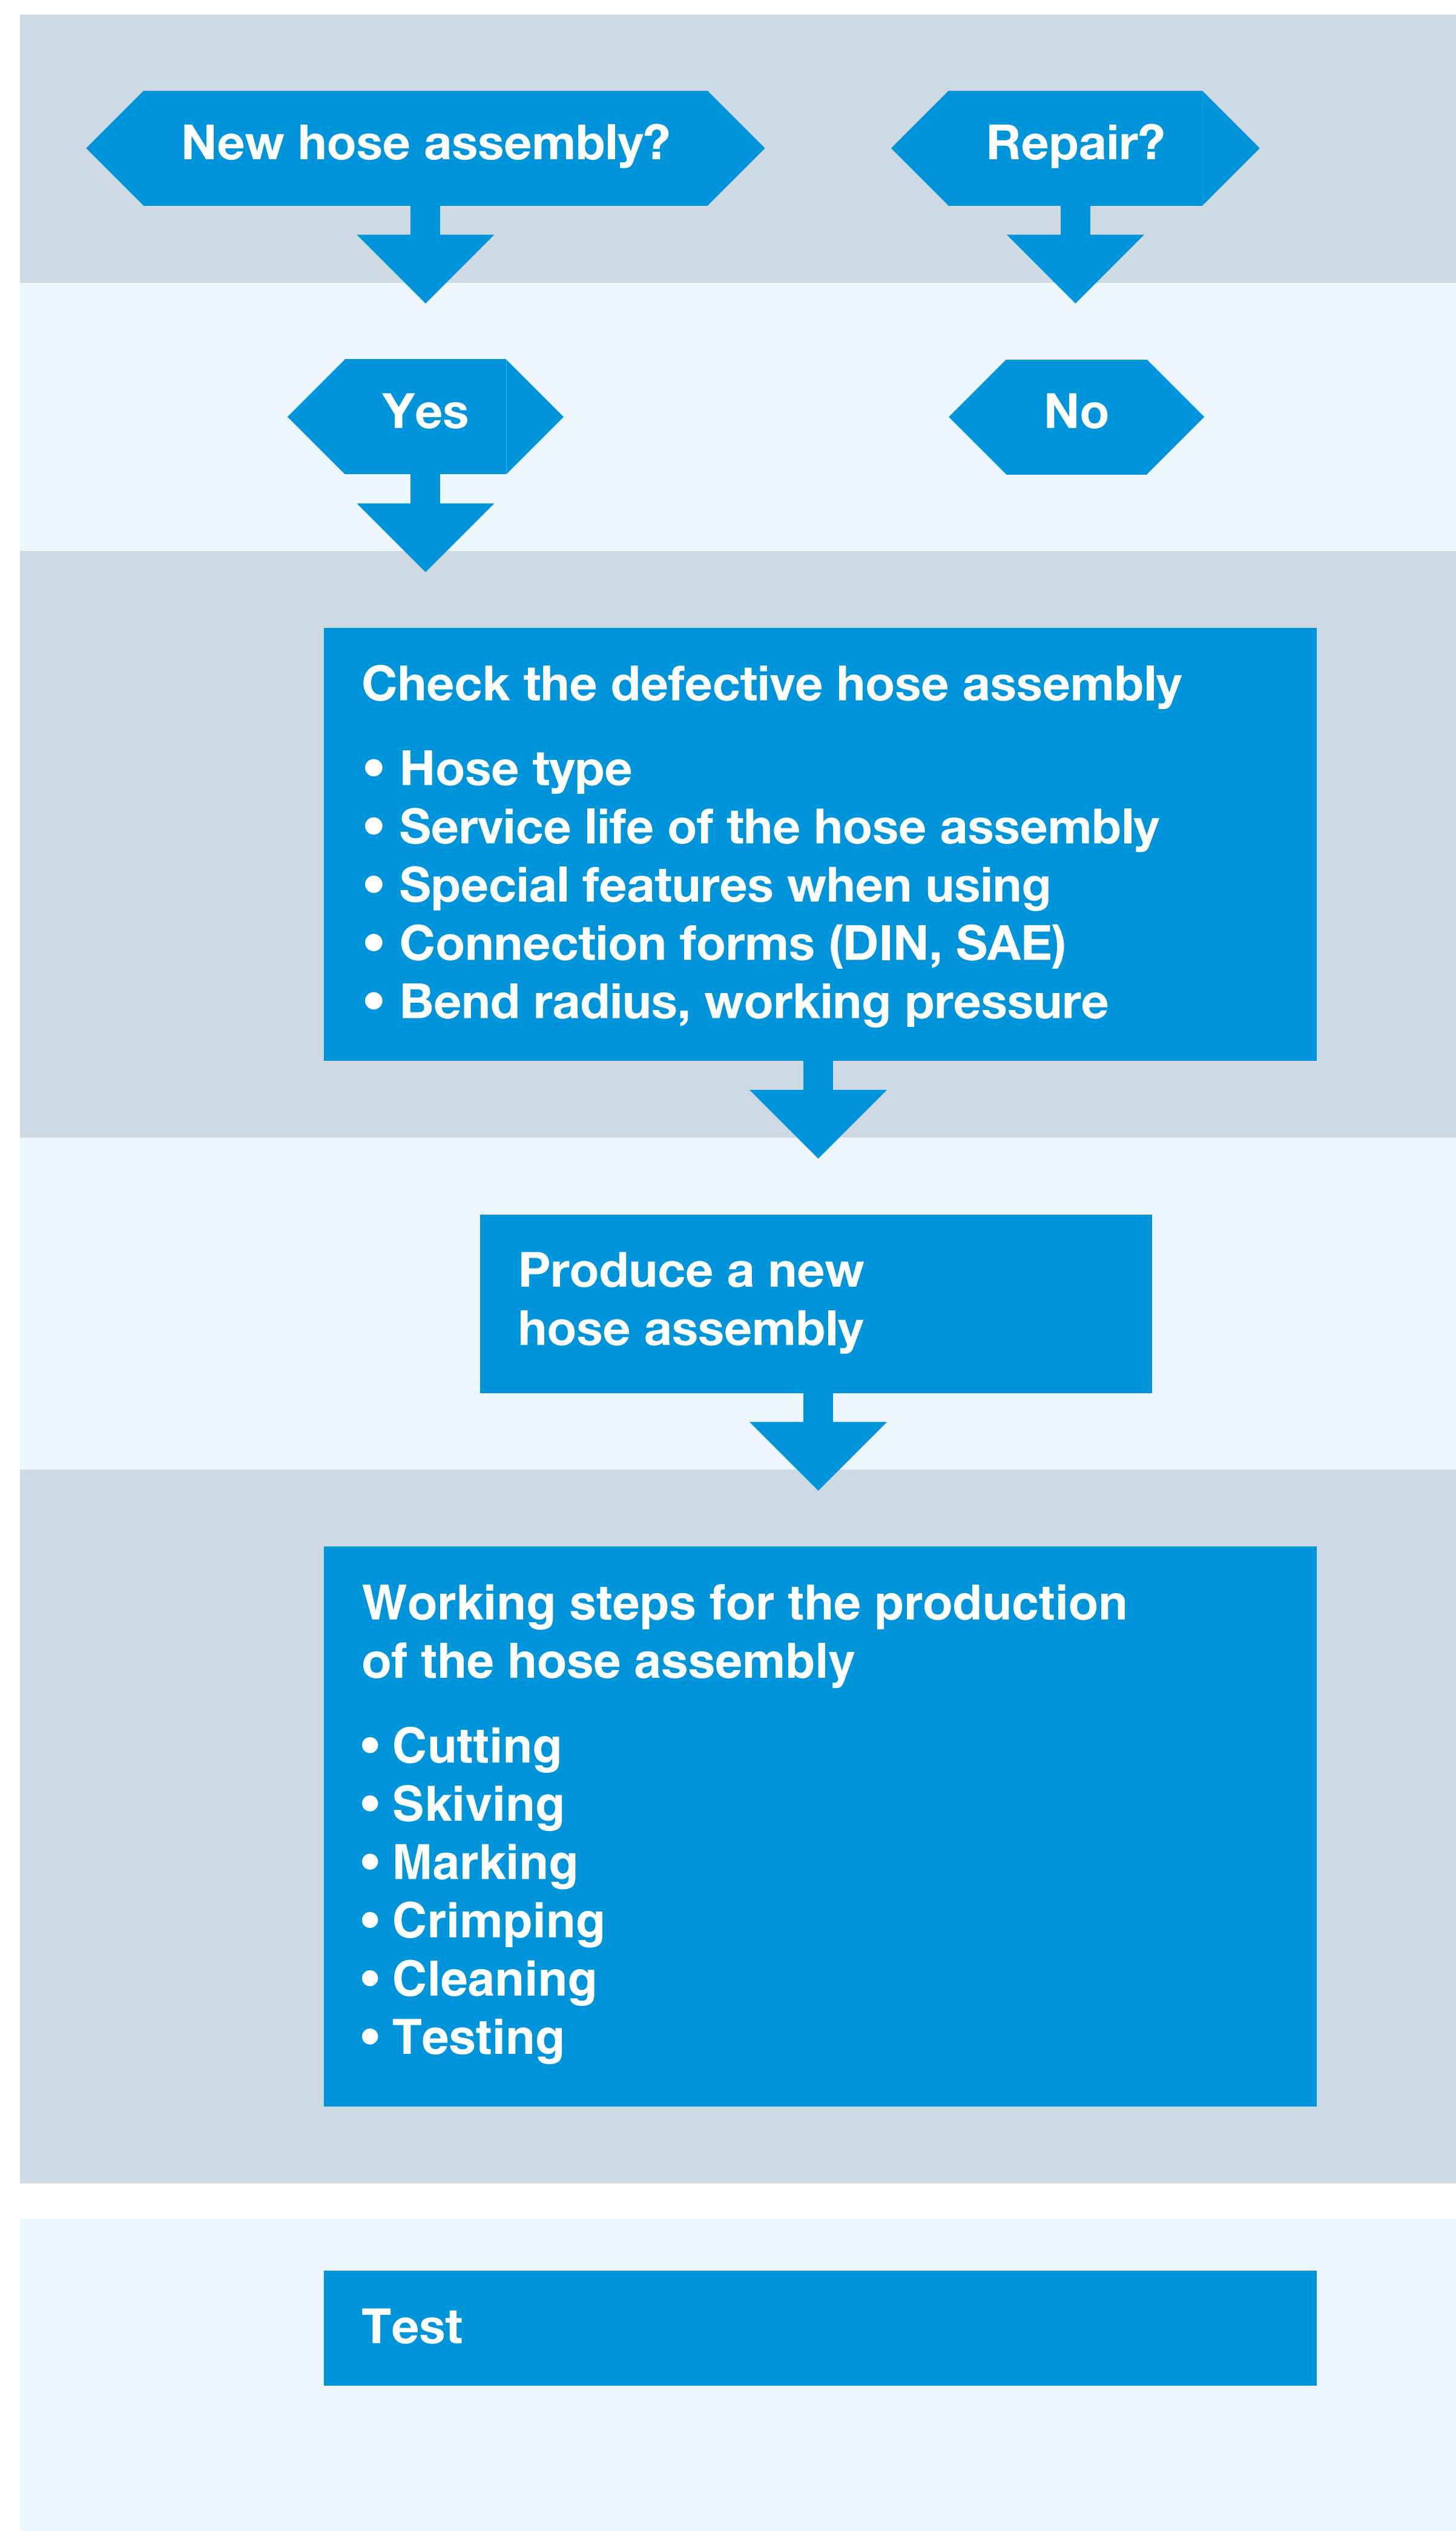 New hose assembly?
Repair?
Yes
No
Check the defective hose assembly
• Hose type
• Service life of the hose assembly
• Special features when using
• Connection forms (DIN, SAE)
• Bend radius, working pressure
Produce a new
hose assembly
Working steps for the production
of the hose assembly
• Cutting
• Skiving
• Marking
• Crimping
• Cleaning
• Testing
Test